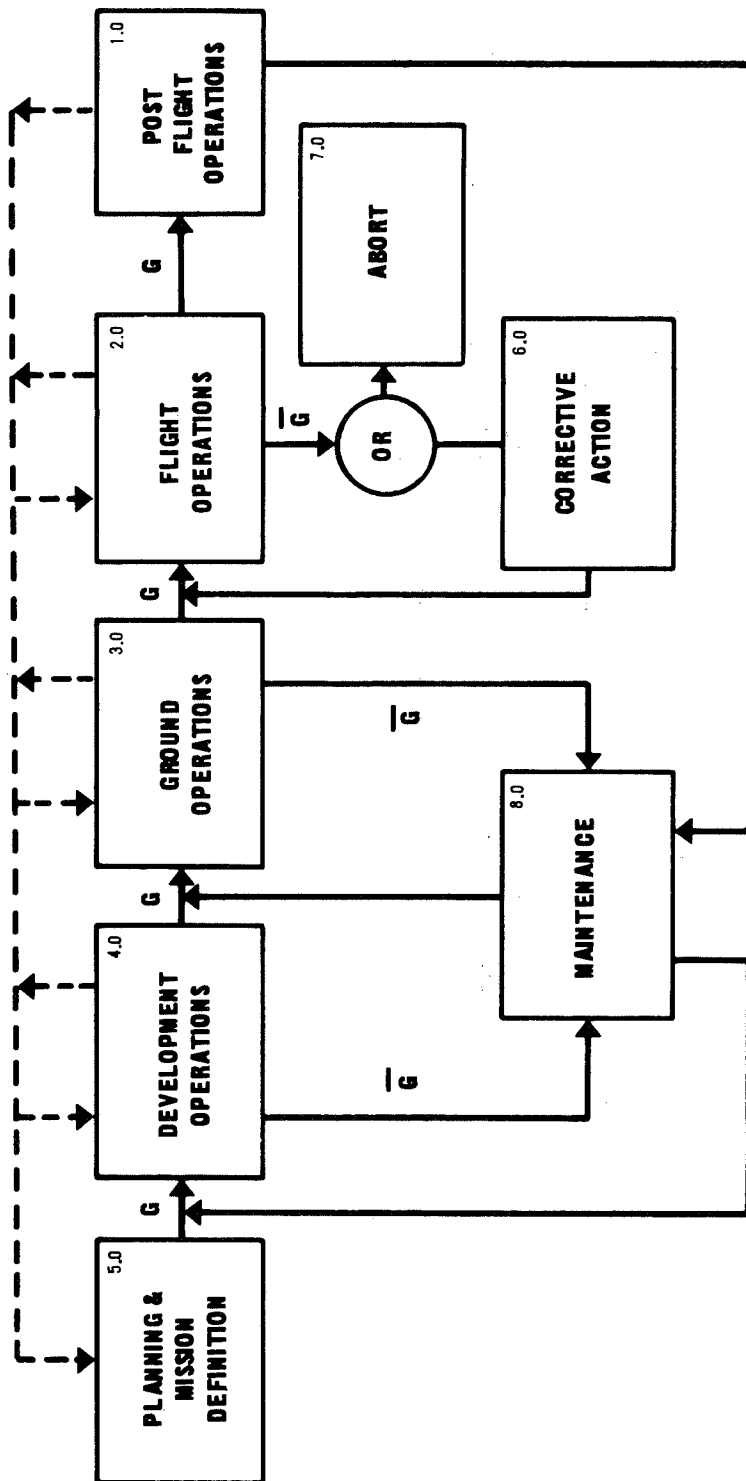 5.0
PLANNING &
MISSION
DEFINITION
G
4.0
DEVELOPMENT
OPERATIONS
G
3.0
GROUND
OPERATIONS
G
2.0
FLIGHT
OPERATIONS
G
1.0
POST
FLIGHT
OPERATIONS
G̅
G̅
G̅
OR
7.0
ABORT
8.0
MAINTENANCE
6.0
CORRECTIVE
ACTION